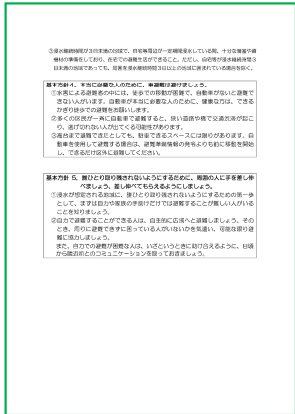 ③浸水継続時間が３日未満の地域で、自宅等周辺が一定期間浸水している間、十分な備蓄や資
機材の準備をしており、在宅での避難生活ができること。ただし、自宅等が浸水継続時間３
日未満の地域であっても、周囲を浸水継続時間３日以上の地域に囲まれている場合を除く。
基本方針４．本当に必要な人のために、車避難は避けましょう。
①水害による避難者の中には、徒歩での移動が困難で、自動車がないと避難で
きない人がいます。自動車が本当に必要な人のために、健康な方は、できる
かぎり徒歩での避難をお願いします。
②多くの区民が一斉に自動車で避難すると、狭い道路や橋で交通渋滞が起こ
り、逃げ切れない人が出てくる可能性があります。
③高台まで避難できたとしても、駐車できるスペースには限りがあります。自
動車を使用して避難する場合は、避難準備情報の発令よりも前に移動を開始
し、できるだけ区外に避難してください。
基本方針 5．誰ひとり取り残されないようにするために、周囲の人に手を差し伸
べましょう、差し伸べてもらえるようにしましょう。
①浸水が想定される地域に、誰ひとり取り残されないようにするための第一歩
として、まずは自力や家族の手助けだけでは避難することが難しい人がいる
ことを知りましょう。
②自力で避難することができる人は、自主的に広域へと避難しましょう。その
とき、周りに避難できずに困っている人がいないかを気遣い、可能な限り避
難に協力しましょう。
また、自力での避難が困難な人は、いざというときに助け合えるように、日頃
から隣近所とのコミュニケーションを取っておきましょう。